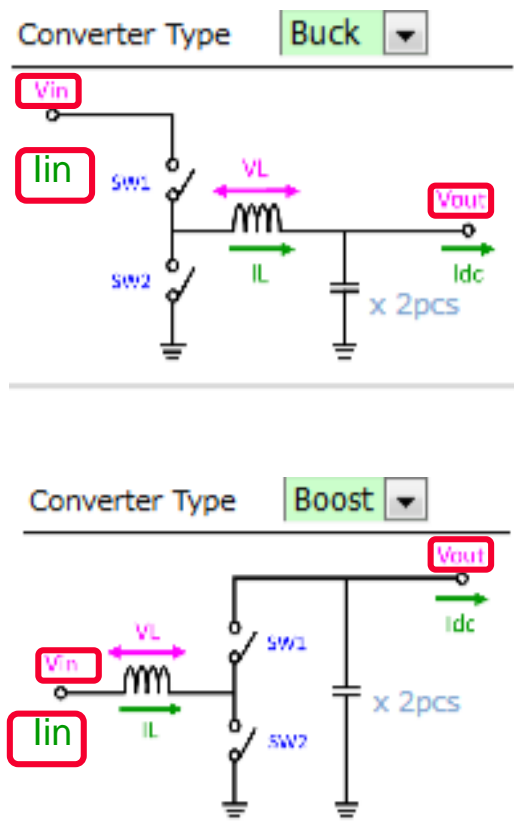 Converter Type Buck
Vin
Iin
SW1
VL
Vout
SW2
IL
Idc
x 2pcs
Converter Type Boost
Vout
Idc
VL
SW1
Vin
x 2pcs
Iin
IL
SW2